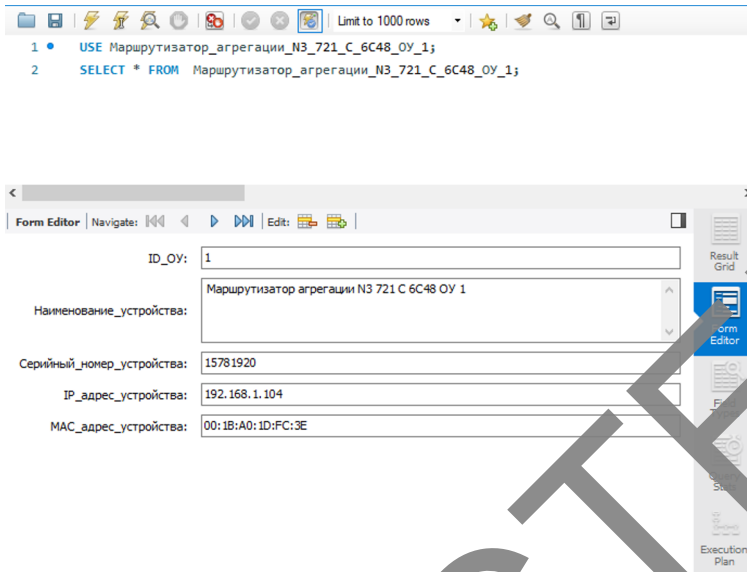 Limit to 1000 rows
1 USE Маршрутизатор_агрегации_N3_721_C_6C48_ОУ_1;
2 SELECT * FROM Маршрутизатор_агрегации_N3_721_C_6C48_ОУ_1;
Form Editor Navigate: Edit:
ID_ОУ: 1
Наименование_устройства: Маршрутизатор агрегации N3 721 C 6C48 ОУ 1
Серийный_номер_устройства: 15781920
IP_адрес_устройства: 192.168.1.104
MAC_адрес_устройства: 00:1B:A0:1D:FC:3E
Result
Grid
Form
Editor
Execution
Plan